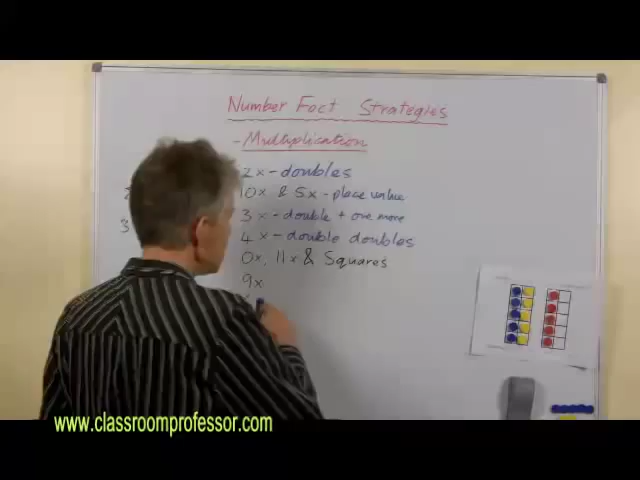 Number Fact Strategies
- Multiplication
2x - doubles
10x & 5x - place value
3x - double + one more
4x - double doubles
0x, 11x & Squares
9x
www.classroomprofessor.com